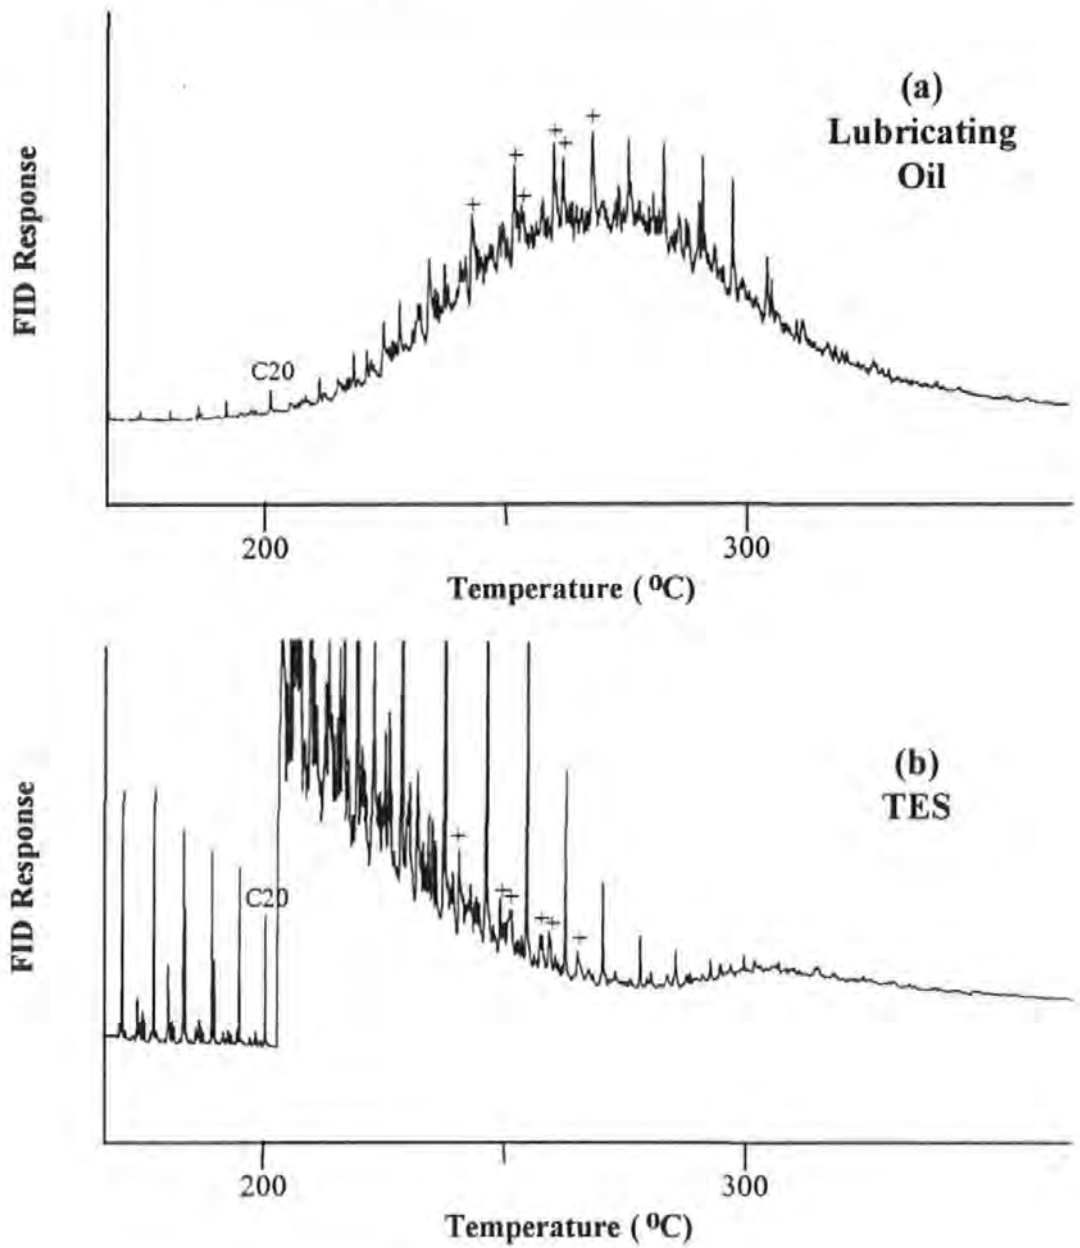 (a)
Lubricating
Oil
FID Response
+ + + + + +
C20
200 300
Temperature (⁰C)
(b)
TES
FID Response
+ + + + + +
C20
200 300
Temperature (⁰C)